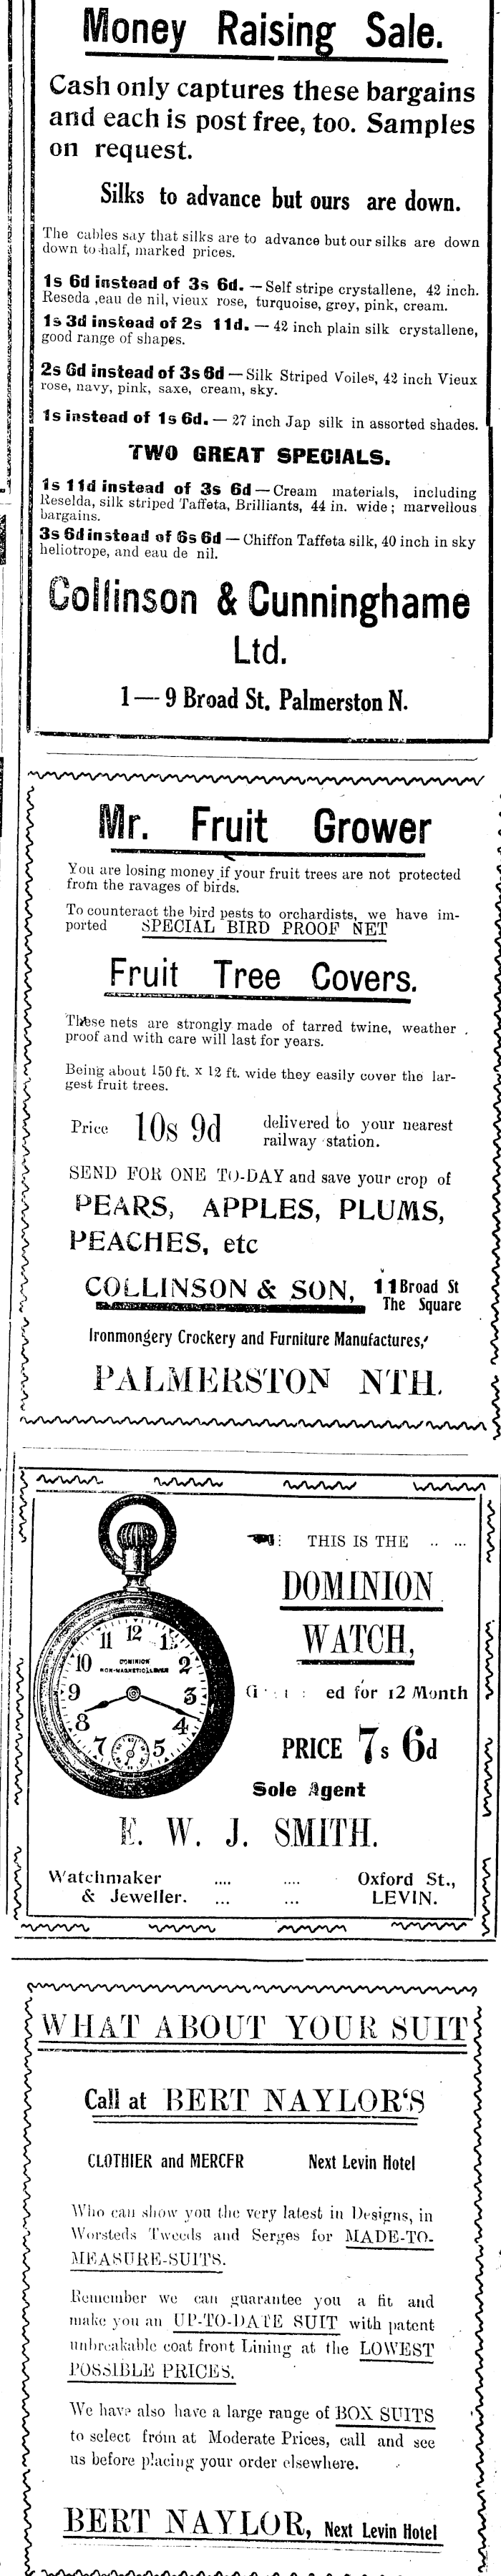 Money Raising Sale.
Cash only captures these bargains
and each is post free, too. Samples
on request.
Silks to advance but ours are down.
The cables say that silks are to advance but our silks are down
down to half, marked prices.
1s 6d instead of 3s 6d. — Self stripe crystallene, 42 inch.
Reseda ,eau de nil, vieux rose, turquoise, grey, pink, cream.
1s 3d instead of 2s 11d. — 42 inch plain silk crystallene,
good range of shapes.
2s 6d instead of 3s 6d — Silk Striped Voiles, 42 inch Vieux
rose, navy, pink, saxe, cream, sky.
1s instead of 1s 6d. — 27 inch Jap silk in assorted shades.
TWO GREAT SPECIALS.
1s 11d instead of 3s 6d — Cream materials, including
Reselda, silk striped Taffeta, Brilliants, 44 in. wide; marvellous
bargains.
3s 6d instead of 6s 6d — Chiffon Taffeta silk, 40 inch in sky
heliotrope, and eau de nil.
Collinson & Cunninghame
Ltd.
1 — 9 Broad St. Palmerston N.
Mr. Fruit Grower
You are losing money if your fruit trees are not protected
from the ravages of birds.
To counteract the bird pests to orchardists, we have im-
ported SPECIAL BIRD PROOF NET
Fruit Tree Covers.
These nets are strongly made of tarred twine, weather
proof and with care will last for years.
Being about 150 ft. x 12 ft. wide they easily cover the lar-
gest fruit trees.
Price 10s 9d delivered to your nearest
railway station.
SEND FOR ONE TO-DAY and save your crop of
PEARS, APPLES, PLUMS,
PEACHES, etc
COLLINSON & SON, 11 Broad St
The Square
Ironmongery Crockery and Furniture Manufactures,
PALMERSTON NTH.
THIS IS THE .. ...
DOMINION
WATCH,
ed for 12 Month
PRICE 7s 6d
Sole Agent
11 12 1
10 DOMINION 2
NON-MAGNETIC LEVER
9 3
8 4
7 5
E. W. J. SMITH.
Watchmaker .... .... Oxford St.,
& Jeweller. ... ... LEVIN.
WHAT ABOUT YOUR SUIT
Call at BERT NAYLOR'S
CLOTHIER and MERCER Next Levin Hotel
Who can show you the very latest in Designs, in
Worsteds Tweeds and Serges for MADE-TO-
MEASURE-SUITS.
Remember we can guarantee you a fit and
make you an UP-TO-DATE SUIT with patent
unbreakable coat front Lining at the LOWEST
POSSIBLE PRICES.
We have also have a large range of BOX SUITS
to select from at Moderate Prices, call and see
us before placing your order elsewhere.
BERT NAYLOR, Next Levin Hotel